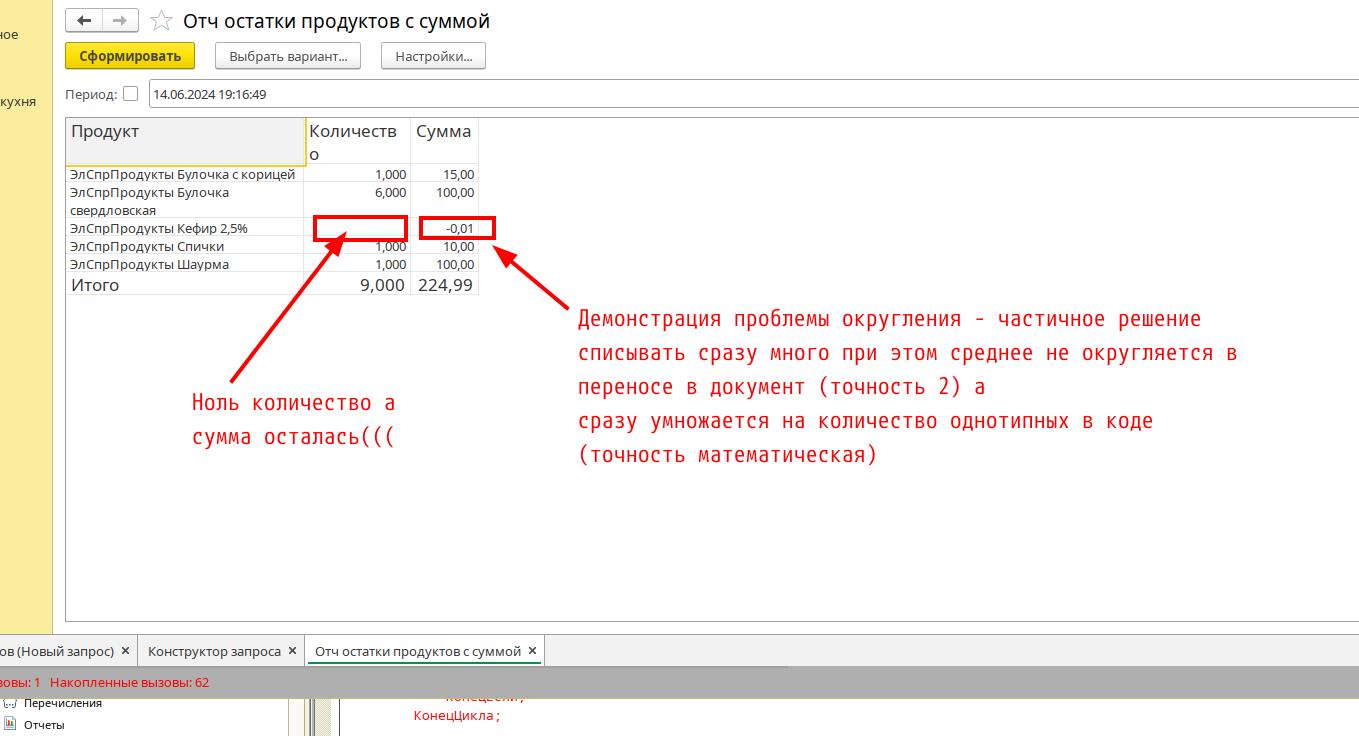 Отч остатки продуктов с суммой
ное
Сформировать Выбрать вариант... Настройки...
Период: 14.06.2024 19:16:49
кухня
Продукт Количеств Сумма
о
ЭлСпрПродукты Булочка с корицей 1,000 15,00
ЭлСпрПродукты Булочка 6,000 100,00
свердловская
ЭлСпрПродукты Кефир 2,5% -0,01
ЭлСпрПродукты Спички 1,000 10,00
ЭлСпрПродукты Шаурма 1,000 100,00
Итого 9,000 224,99
Демонстрация проблемы округления - частичное решение
списывать сразу много при этом среднее не округляется в
переносе в документ (точность 2) а
сразу умножается на количество однотипных в коде
(точность математическая)
Ноль количество а
сумма осталась(((
ов (Новый запрос) × Конструктор запроса × Отч остатки продуктов с суммой ×
зовы: 1 Накопленные вызовы: 62
Перечисления
КонецЕсли;
КонецЦикла;
Отчеты